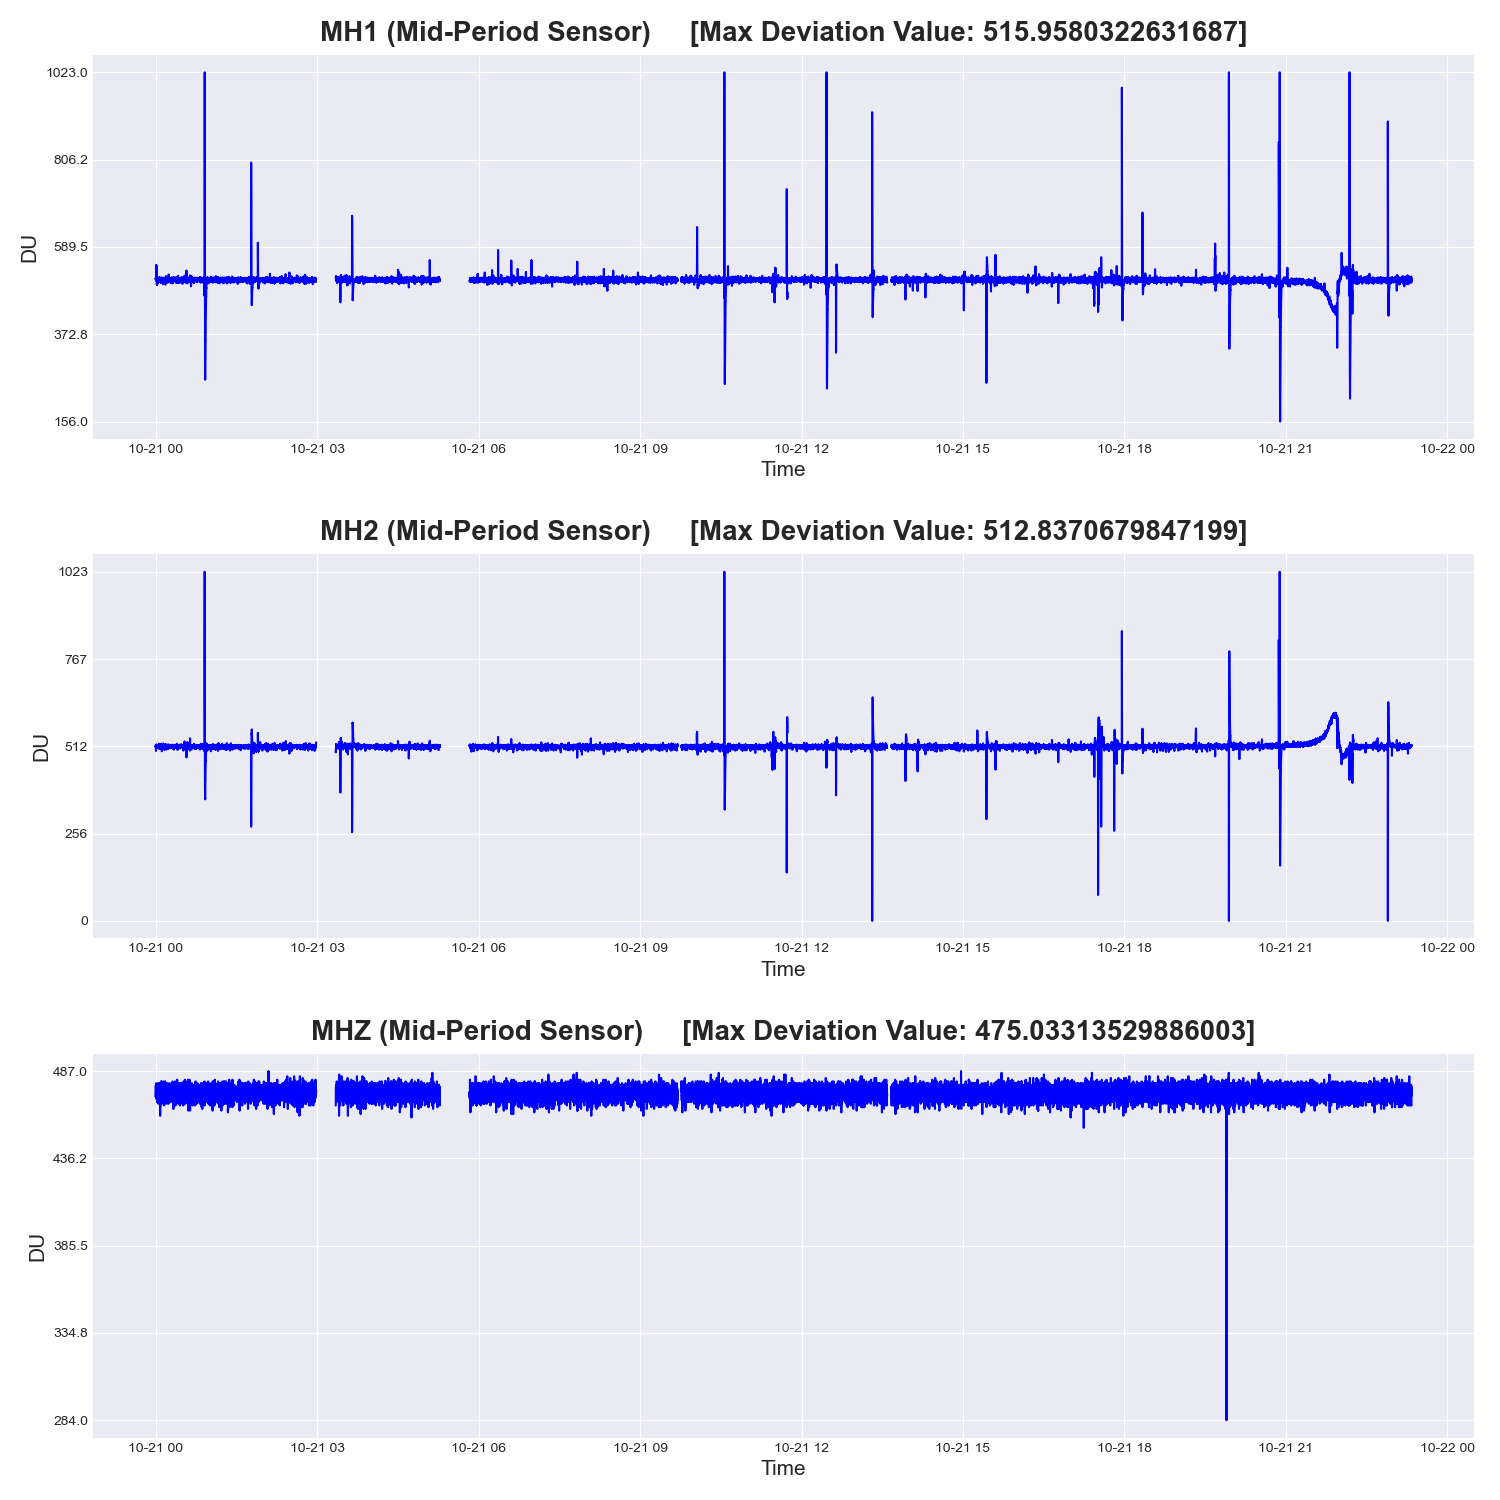 MH1 (Mid-Period Sensor) [Max Deviation Value: 515.9580322631687]
1023.0
806.2
589.5
372.8
156.0
DU
10-21 00 10-21 03 10-21 06 10-21 09 10-21 12 10-21 15 10-21 18 10-21 21 10-22 00
Time
MH2 (Mid-Period Sensor) [Max Deviation Value: 512.8370679847199]
1023
767
512
256
0
DU
10-21 00 10-21 03 10-21 06 10-21 09 10-21 12 10-21 15 10-21 18 10-21 21 10-22 00
Time
MHZ (Mid-Period Sensor) [Max Deviation Value: 475.03313529886003]
487.0
436.2
385.5
334.8
284.0
DU
10-21 00 10-21 03 10-21 06 10-21 09 10-21 12 10-21 15 10-21 18 10-21 21 10-22 00
Time